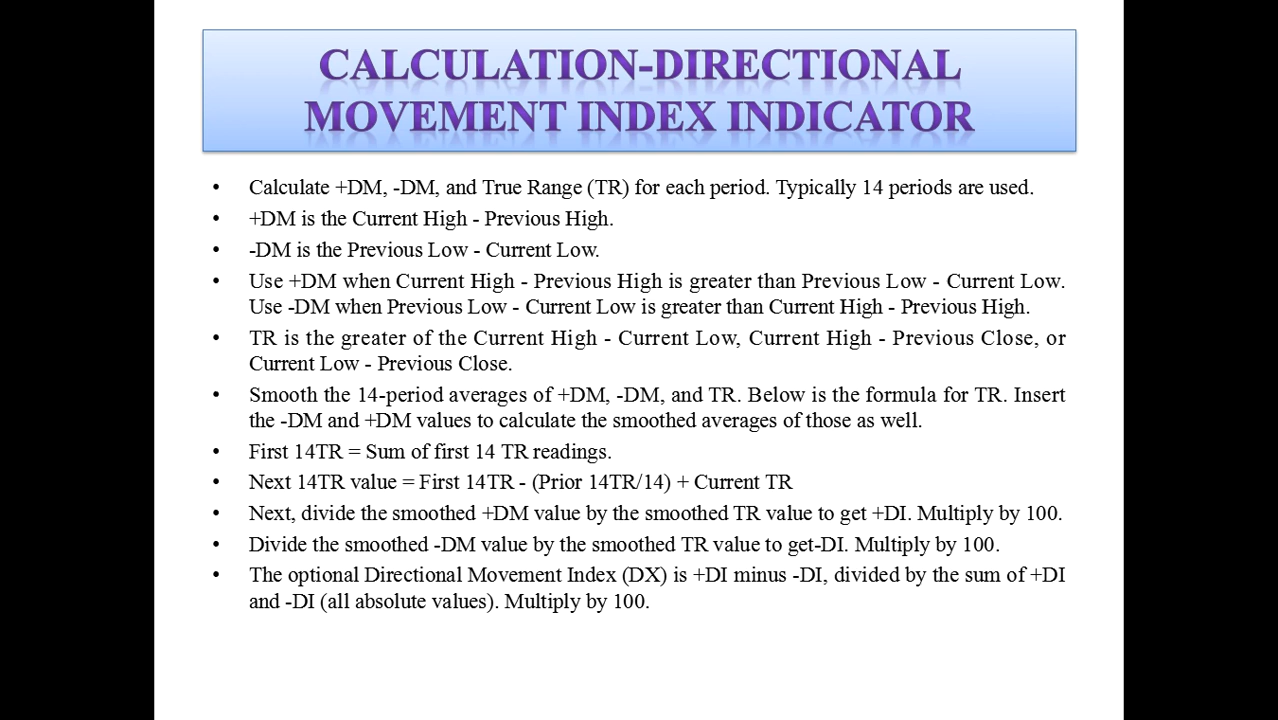 CALCULATION-DIRECTIONAL
MOVEMENT INDEX INDICATOR
• Calculate +DM, -DM, and True Range (TR) for each period. Typically 14 periods are used.
• +DM is the Current High - Previous High.
• -DM is the Previous Low - Current Low.
• Use +DM when Current High - Previous High is greater than Previous Low - Current Low.
Use -DM when Previous Low - Current Low is greater than Current High - Previous High.
• TR is the greater of the Current High - Current Low, Current High - Previous Close, or
Current Low - Previous Close.
• Smooth the 14-period averages of +DM, -DM, and TR. Below is the formula for TR. Insert
the -DM and +DM values to calculate the smoothed averages of those as well.
• First 14TR = Sum of first 14 TR readings.
• Next 14TR value = First 14TR - (Prior 14TR/14) + Current TR
• Next, divide the smoothed +DM value by the smoothed TR value to get +DI. Multiply by 100.
• Divide the smoothed -DM value by the smoothed TR value to get-DI. Multiply by 100.
• The optional Directional Movement Index (DX) is +DI minus -DI, divided by the sum of +DI
and -DI (all absolute values). Multiply by 100.